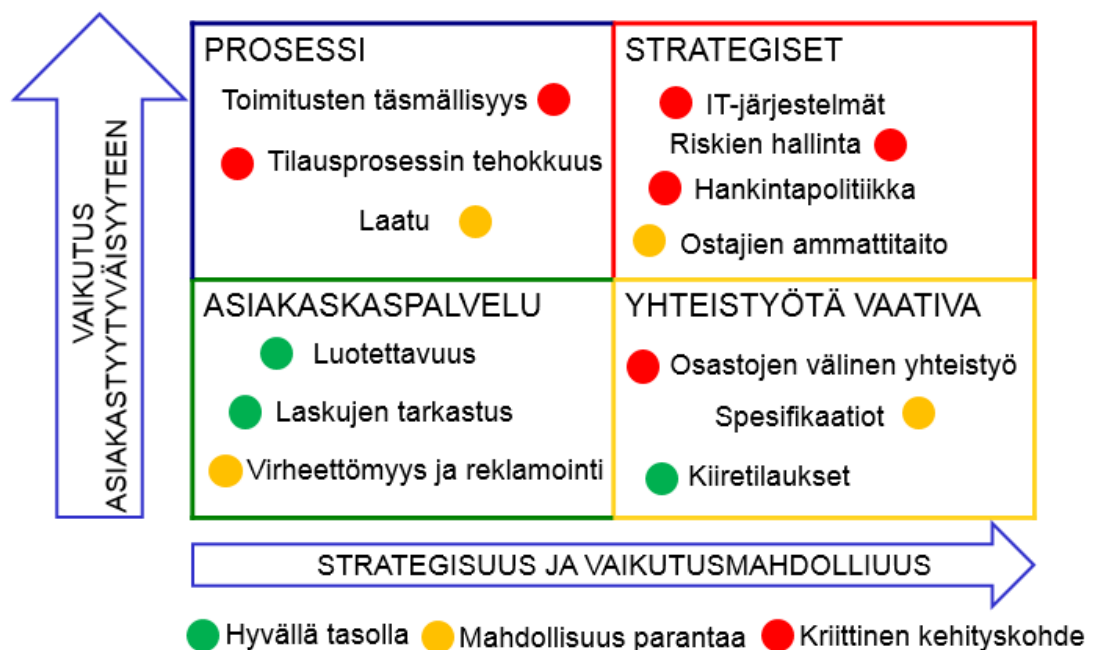 VAIKUTUS
ASIAKASTYYTYVÄISYYTEEN
PROSESSI
Toimitusten täsmällisyys
Tilausprosessin tehokkuus
Laatu
STRATEGISET
IT-järjestelmät
Riskien hallinta
Hankintapolitiikka
Ostajien ammattitaito
ASIAKASKASPALVELU
Luotettavuus
Laskujen tarkastus
Virheettömyys ja reklamointi
YHTEISTYÖTÄ VAATIVA
Osastojen välinen yhteistyö
Spesifikaatiot
Kiiretilaukset
STRATEGISUUS JA VAIKUTUSMAHDOLLIUUS
Hyvällä tasolla
Mahdollisuus parantaa
Kriittinen kehityskohde